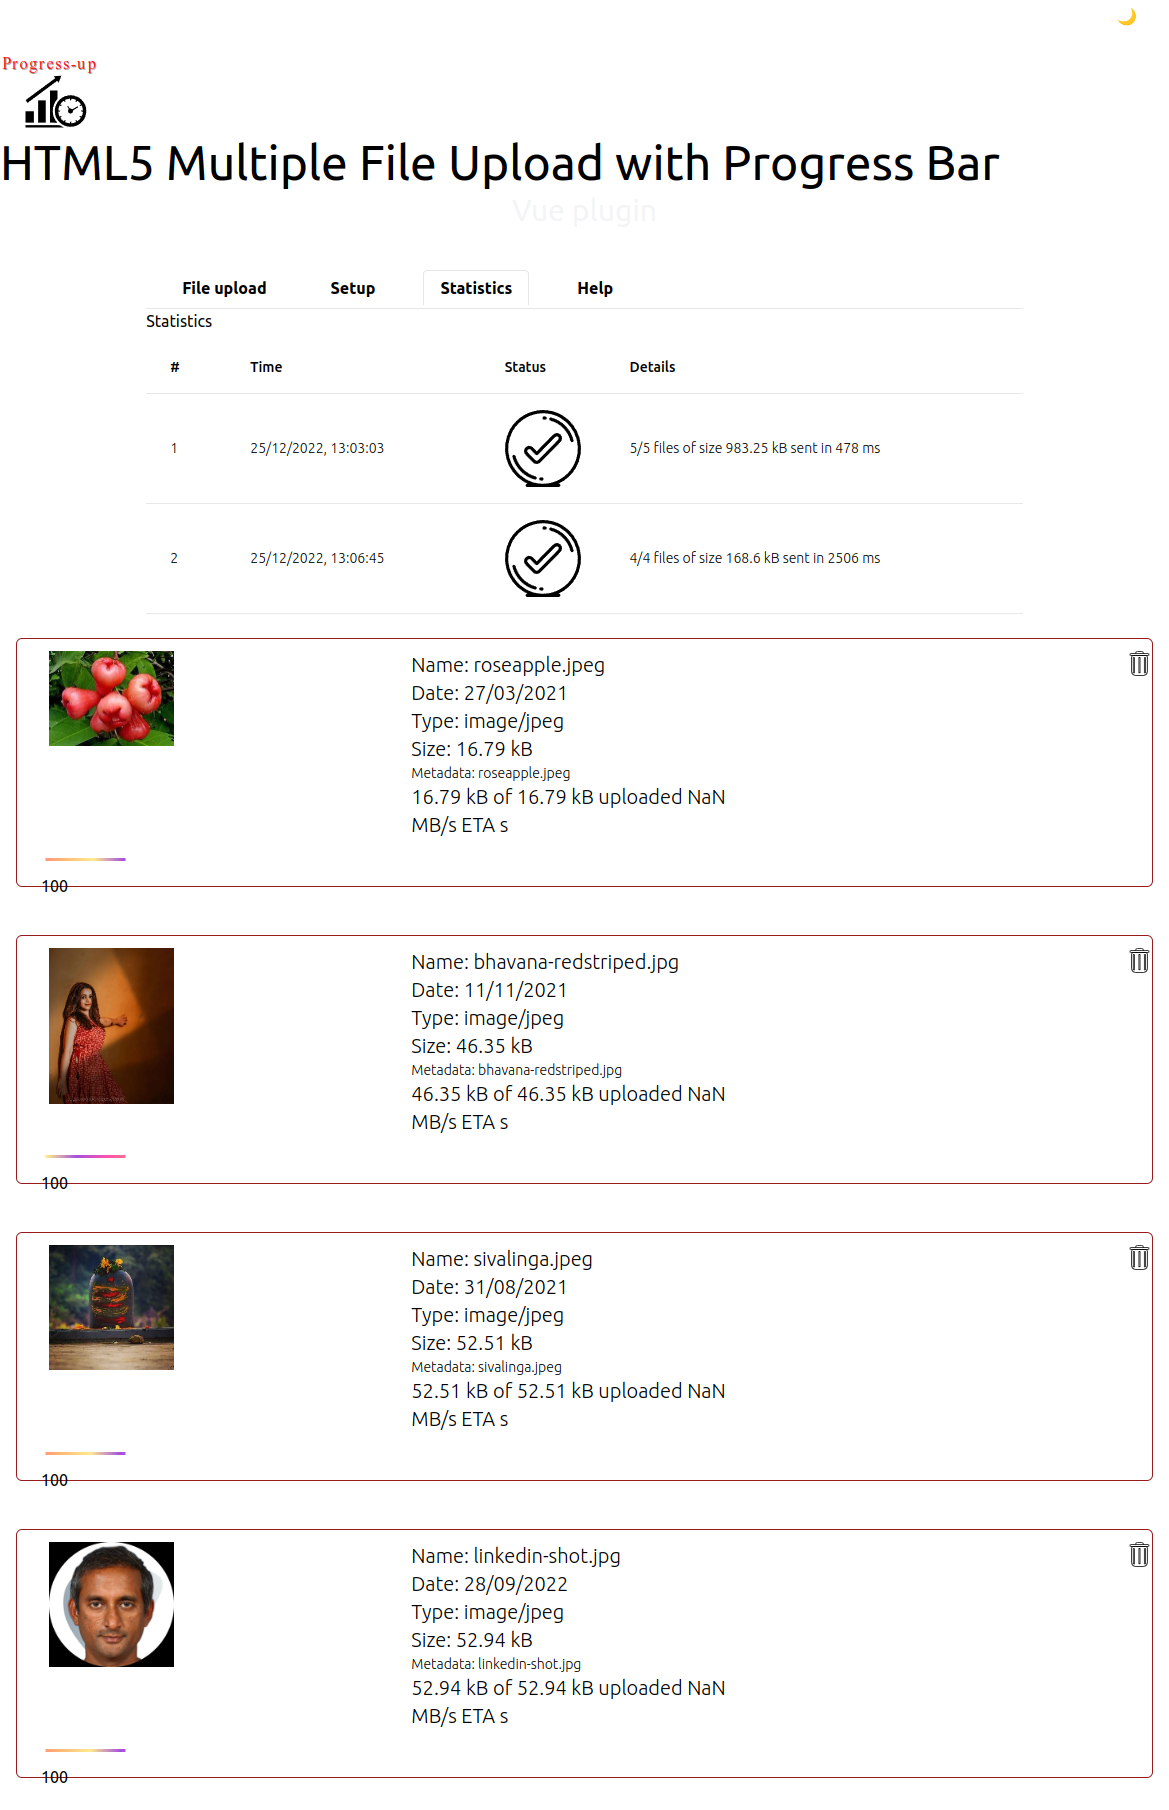 Progress-up
HTML5 Multiple File Upload with Progress Bar
Vue plugin
File upload Setup Statistics Help
Statistics
# Time Status Details
1 25/12/2022, 13:03:03 5/5 files of size 983.25 kB sent in 478 ms
2 25/12/2022, 13:06:45 4/4 files of size 168.6 kB sent in 2506 ms
Name: roseapple.jpeg
Date: 27/03/2021
Type: image/jpeg
Size: 16.79 kB
Metadata: roseapple.jpeg
16.79 kB of 16.79 kB uploaded NaN
MB/s ETA s
100
Name: bhavana-redstriped.jpg
Date: 11/11/2021
Type: image/jpeg
Size: 46.35 kB
Metadata: bhavana-redstriped.jpg
46.35 kB of 46.35 kB uploaded NaN
MB/s ETA s
100
Name: sivalinga.jpeg
Date: 31/08/2021
Type: image/jpeg
Size: 52.51 kB
Metadata: sivalinga.jpeg
52.51 kB of 52.51 kB uploaded NaN
MB/s ETA s
100
Name: linkedin-shot.jpg
Date: 28/09/2022
Type: image/jpeg
Size: 52.94 kB
Metadata: linkedin-shot.jpg
52.94 kB of 52.94 kB uploaded NaN
MB/s ETA s
100